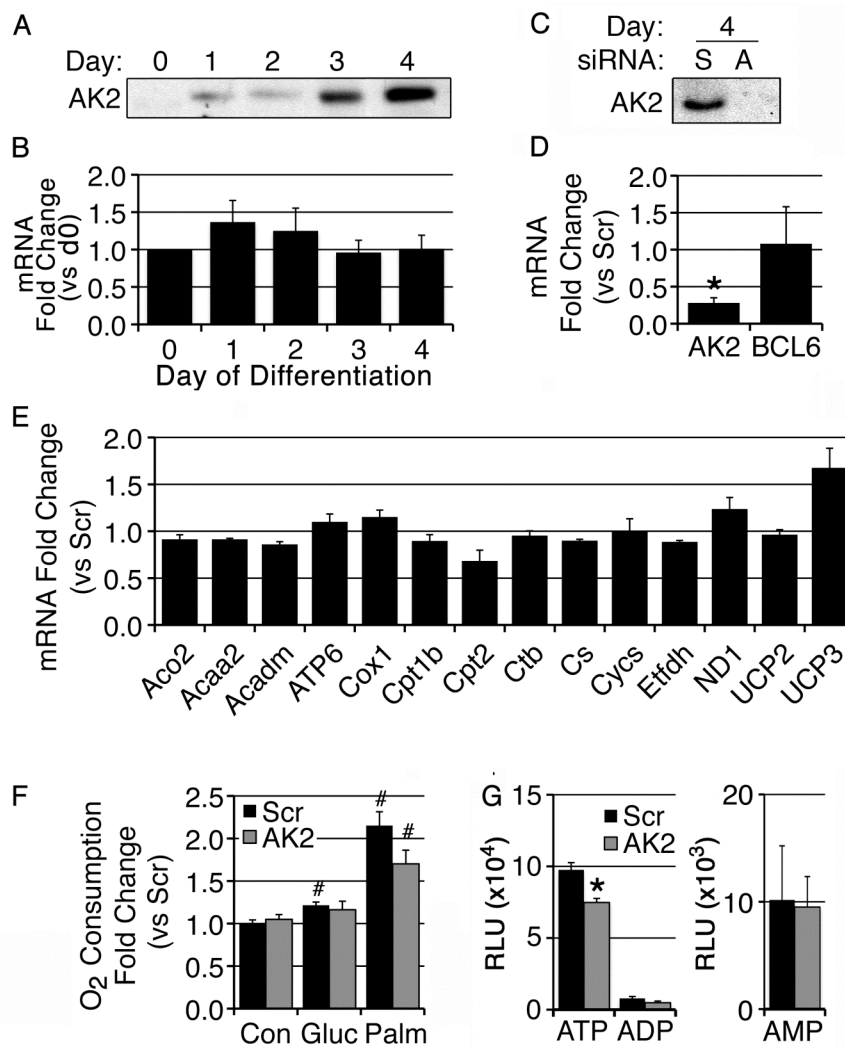 A
Day: 0 1 2 3 4
AK2
B
mRNA
Fold Change
(vs d0)
2.0
1.5
1.0
0.5
0.0
0 1 2 3 4
Day of Differentiation
C
Day: 4
siRNA: S A
AK2
D
mRNA
Fold Change
(vs Scr)
2.0
1.5
1.0
0.5
0.0
*
AK2 BCL6
E
mRNA Fold Change
(vs Scr)
2.0
1.5
1.0
0.5
0.0
Aco2 Acaa2 Acadm ATP6 Cox1 Cpt1b Cpt2 Ctb Cs Cycs Etfdh ND1 UCP2 UCP3
F
O2 Consumption
Fold Change
(vs Scr)
2.5
2.0
1.5
1.0
0.5
0.0
Scr
AK2
# # #
Con Gluc Palm
G
RLU (x10⁴)
15
10
5
0
Scr
AK2
*
ATP ADP
RLU (x10³)
20
10
0
AMP